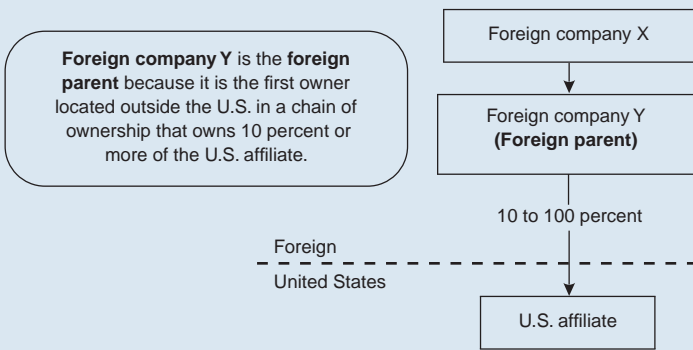 Foreign company Y is the foreign
parent because it is the first owner
located outside the U.S. in a chain of
ownership that owns 10 percent or
more of the U.S. affiliate.
Foreign company X
Foreign company Y
(Foreign parent)
10 to 100 percent
Foreign
United States
U.S. affiliate